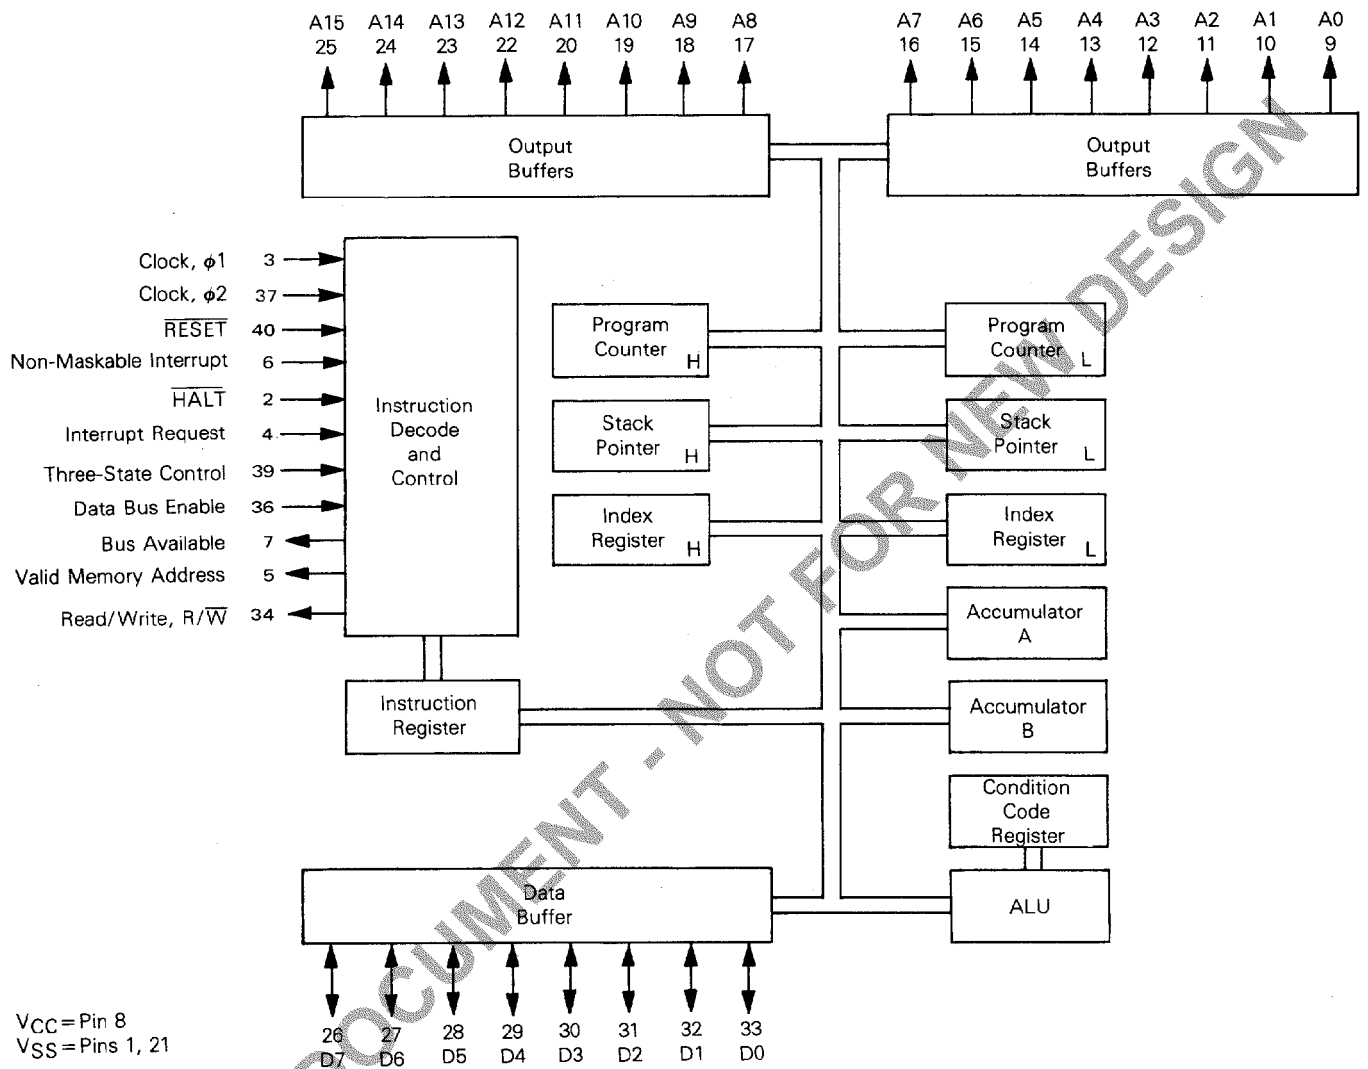 A15 A14 A13 A12 A11 A10 A9 A8 A7 A6 A5 A4 A3 A2 A1 A0
25 24 23 22 20 19 18 17 16 15 14 13 12 11 10 9
Output
Buffers
Output
Buffers
Clock, ϕ1 3
Clock, ϕ2 37
RESET 40
Non-Maskable Interrupt 6
HALT 2
Interrupt Request 4
Three-State Control 39
Data Bus Enable 36
Bus Available 7
Valid Memory Address 5
Read/Write, R/W 34
Instruction
Decode
and
Control
Instruction
Register
Program
Counter
H
Program
Counter
L
Stack
Pointer
H
Stack
Pointer
L
Index
Register
H
Index
Register
L
Accumulator
A
Accumulator
B
Condition
Code
Register
ALU
Data
Buffer
26 27 28 29 30 31 32 33
D7 D6 D5 D4 D3 D2 D1 D0
VCC=Pin 8
VSS=Pins 1, 21
DOCUMENT - NOT FOR NEW DESIGN